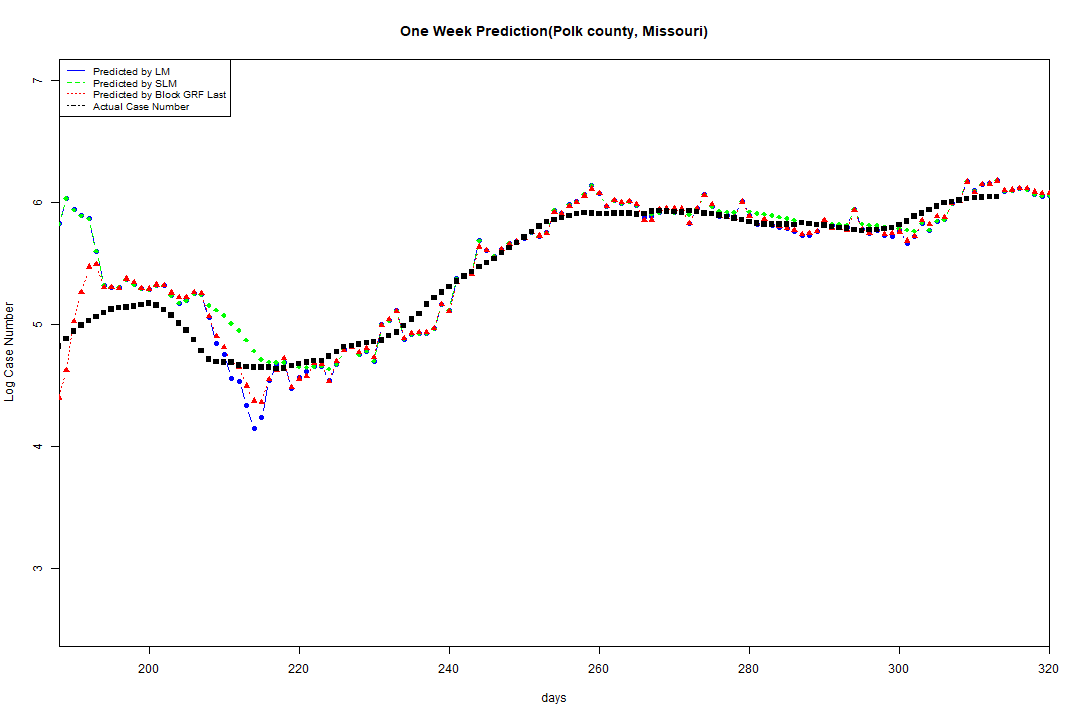 One Week Prediction(Polk county, Missouri)
Predicted by LM
Predicted by SLM
Predicted by Block GRF Last
Actual Case Number
7
6
5
4
3
Log Case Number
200 220 240 260 280 300 320
days